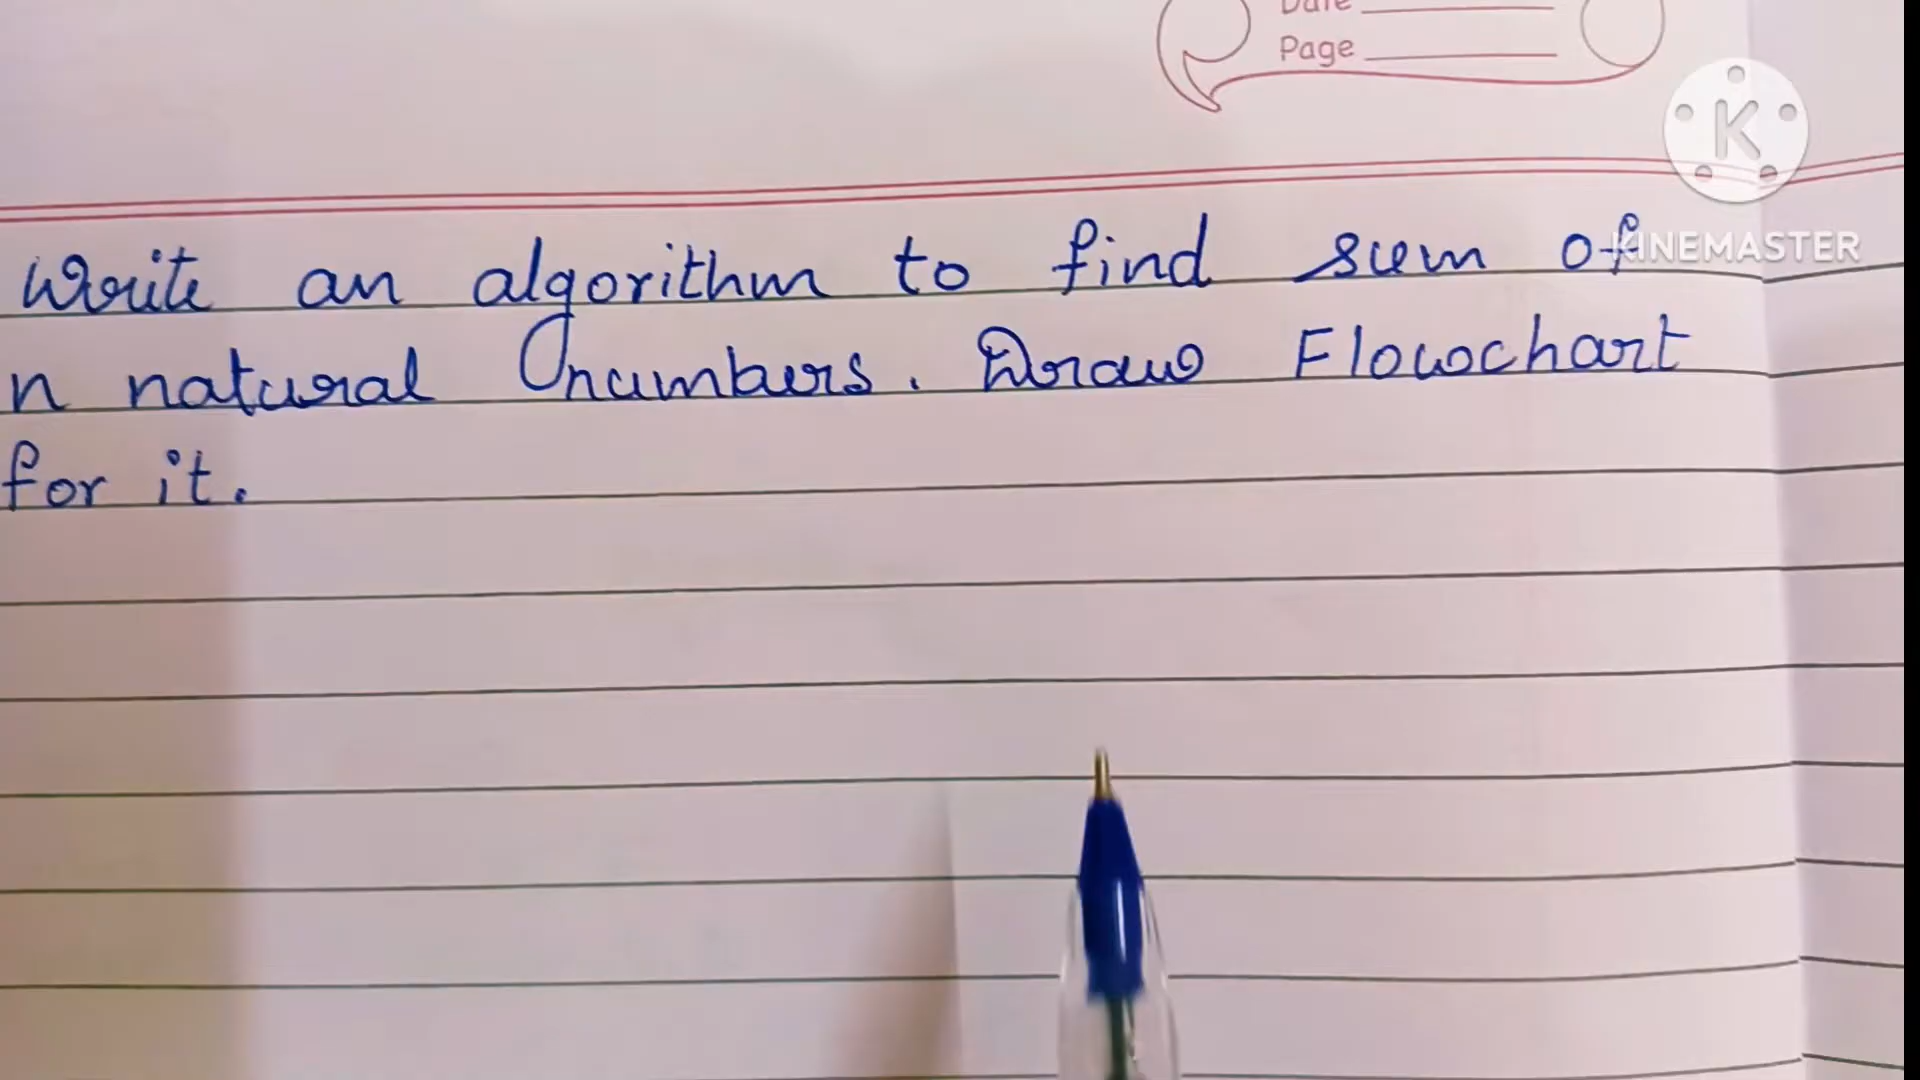 Date
Page
K
KINEMASTER
Write an algorithm to find sum of
n natural numbers. Draw Flowchart
for it.